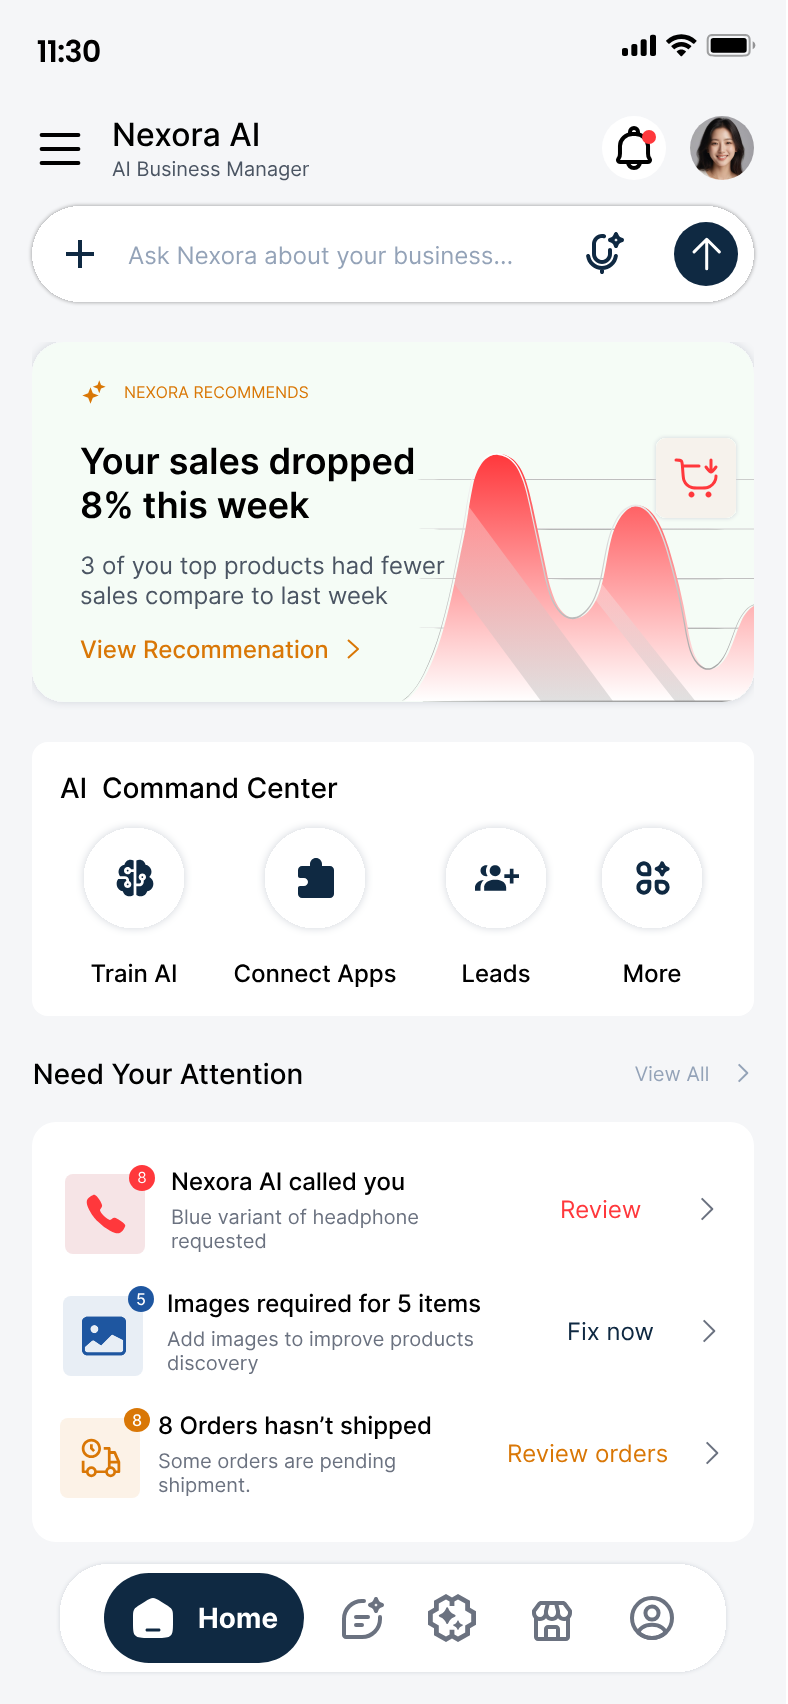 11:30
Nexora AI
AI Business Manager
Ask Nexora about your business...
NEXORA RECOMMENDS
Your sales dropped
8% this week
3 of you top products had fewer
sales compare to last week
View Recommenation
AI Command Center
Train AI
Connect Apps
Leads
More
Need Your Attention
View All
8
Nexora AI called you
Blue variant of headphone
requested
Review
5
Images required for 5 items
Add images to improve products
discovery
Fix now
8
8 Orders hasn't shipped
Some orders are pending
shipment.
Review orders
Home